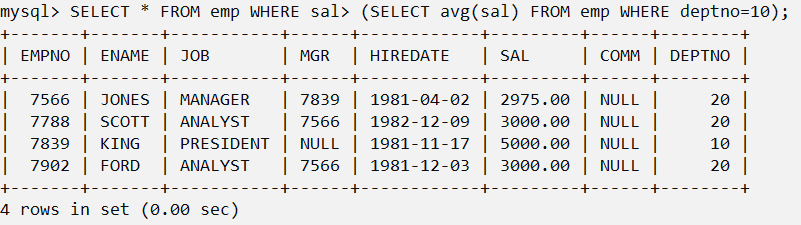 mysql> SELECT * FROM emp WHERE sal> (SELECT avg(sal) FROM emp WHERE deptno=10);
+-------+-------+-----------+------+------------+---------+------+--------+
| EMPNO | ENAME | JOB       | MGR  | HIREDATE   | SAL     | COMM | DEPTNO |
+-------+-------+-----------+------+------------+---------+------+--------+
|  7566 | JONES | MANAGER   | 7839 | 1981-04-02 | 2975.00 | NULL |     20 |
|  7788 | SCOTT | ANALYST   | 7566 | 1982-12-09 | 3000.00 | NULL |     20 |
|  7839 | KING  | PRESIDENT | NULL | 1981-11-17 | 5000.00 | NULL |     10 |
|  7902 | FORD  | ANALYST   | 7566 | 1981-12-03 | 3000.00 | NULL |     20 |
+-------+-------+-----------+------+------------+---------+------+--------+
4 rows in set (0.00 sec)